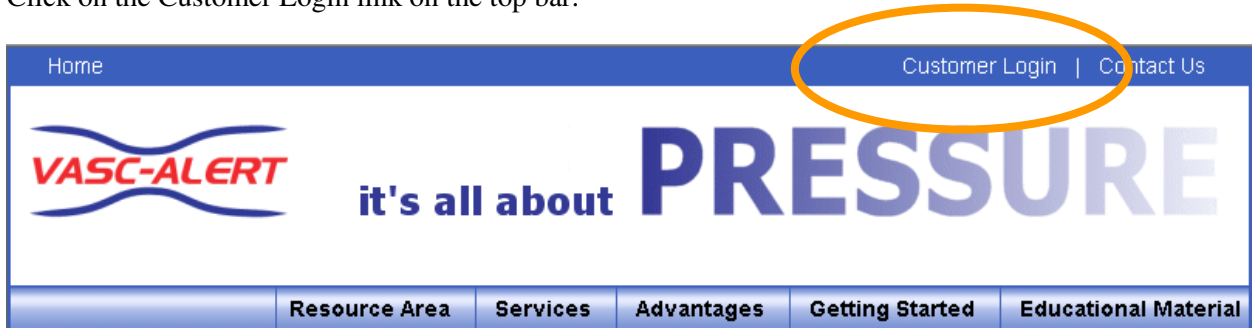 Click on the Customer Login link on the top bar.
Home Customer Login | Contact Us
VASC-ALERT it's all about PRESSURE
Resource Area Services Advantages Getting Started Educational Material